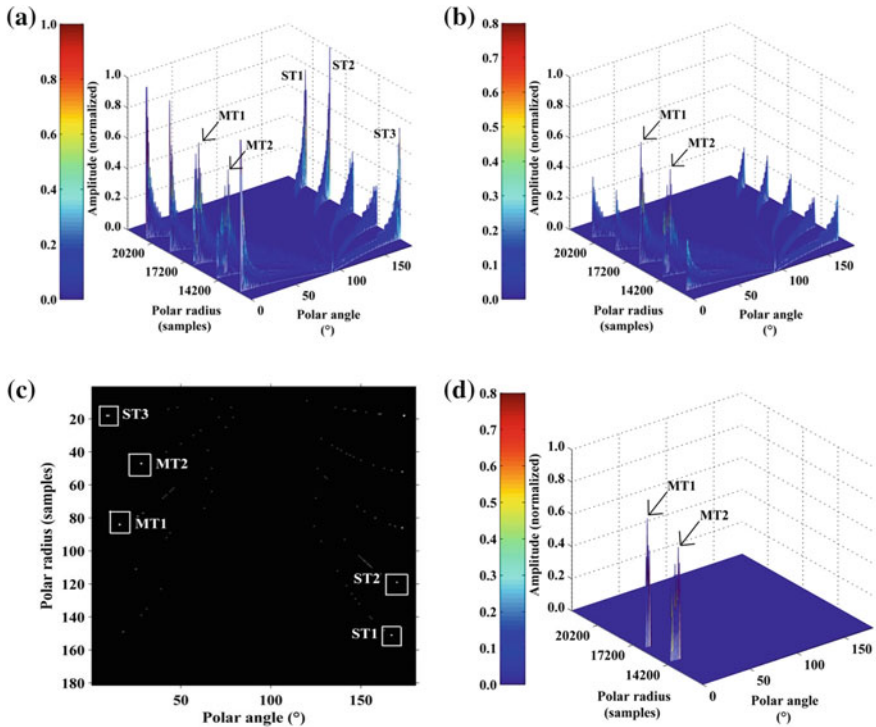 (a)
1.0
0.8
0.6
0.4
0.2
0.0
Amplitude (normalized)
1.0
0.8
0.6
0.4
0.2
0.0
ST1
ST2
MT1
MT2
ST3
20200
17200
14200
Polar radius
(samples)
0
50
100
150
Polar angle
(°)
(b)
0.8
0.7
0.6
0.5
0.4
0.3
0.2
0.1
0.0
Amplitude (normalized)
1.0
0.8
0.6
0.4
0.2
0.0
MT1
MT2
20200
17200
14200
Polar radius
(samples)
0
50
100
150
Polar angle
(°)
(c)
Polar radius (samples)
20
40
60
80
100
120
140
160
180
ST3
MT2
MT1
ST2
ST1
50
100
150
Polar angle (°)
(d)
0.8
0.7
0.6
0.5
0.4
0.3
0.2
0.1
0.0
Amplitude (normalized)
1.0
0.8
0.6
0.4
0.2
0.0
MT1
MT2
20200
17200
14200
Polar radius
(samples)
0
50
100
150
Polar angle
(°)